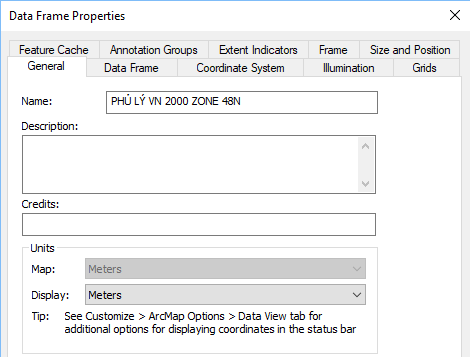 Data Frame Properties
Feature Cache Annotation Groups Extent Indicators Frame Size and Position
General Data Frame Coordinate System Illumination Grids
Name: PHỦ LÝ VN 2000 ZONE 48N
Description:
Credits:
Units
Map: Meters
Display: Meters
Tip: See Customize > ArcMap Options > Data View tab for
additional options for displaying coordinates in the status bar